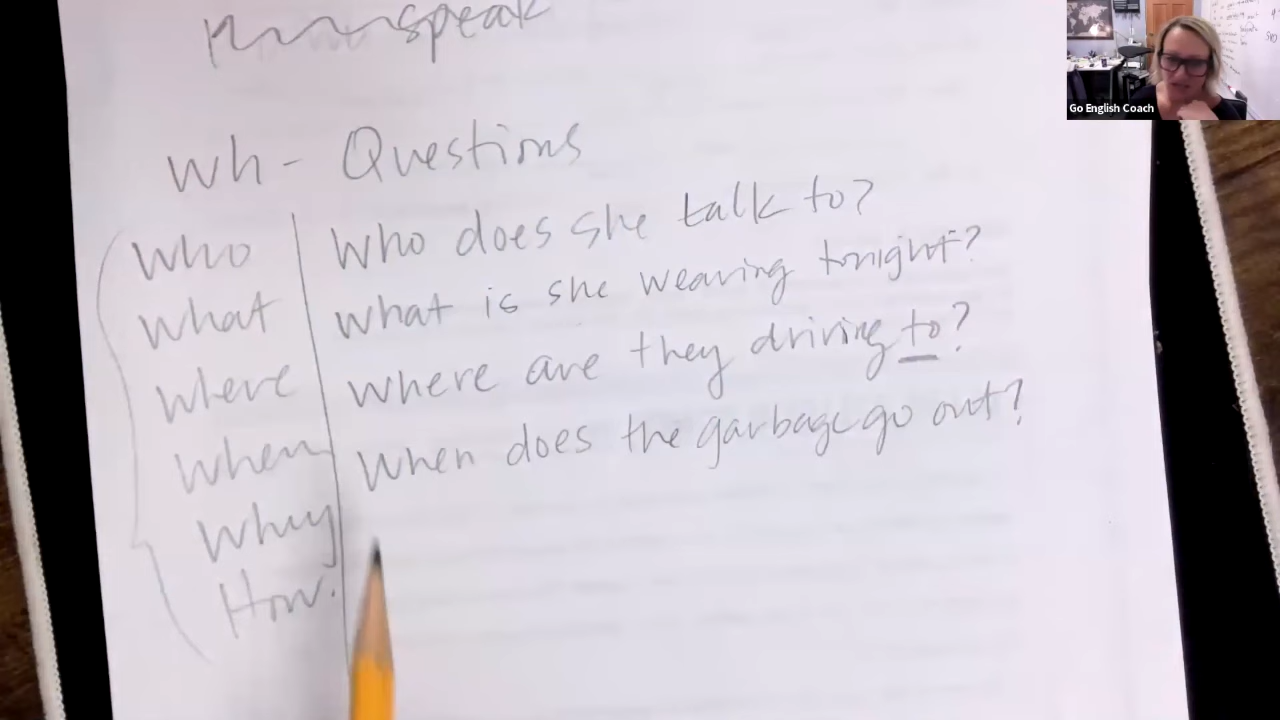 speak
Go English Coach
Wh - Questions
Who
Who does she talk to?
What
What is she wearing tonight?
Where
Where are they driving to?
When
When does the garbage go out?
Why
How.